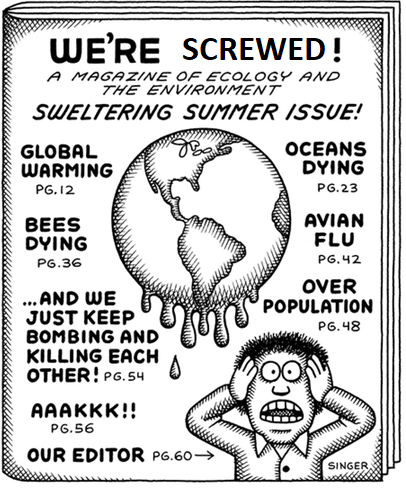 WE'RE SCREWED!
A MAGAZINE OF ECOLOGY AND
THE ENVIRONMENT
SWELTERING SUMMER ISSUE!
GLOBAL
WARMING
PG.12
OCEANS
DYING
PG.23
BEES
DYING
PG.36
AVIAN
FLU
PG.42
...AND WE
JUST KEEP
BOMBING AND
KILLING EACH
OTHER! PG.54
OVER
POPULATION
PG.48
AAAKKK!!
PG.56
OUR EDITOR PG.60→
SINGER